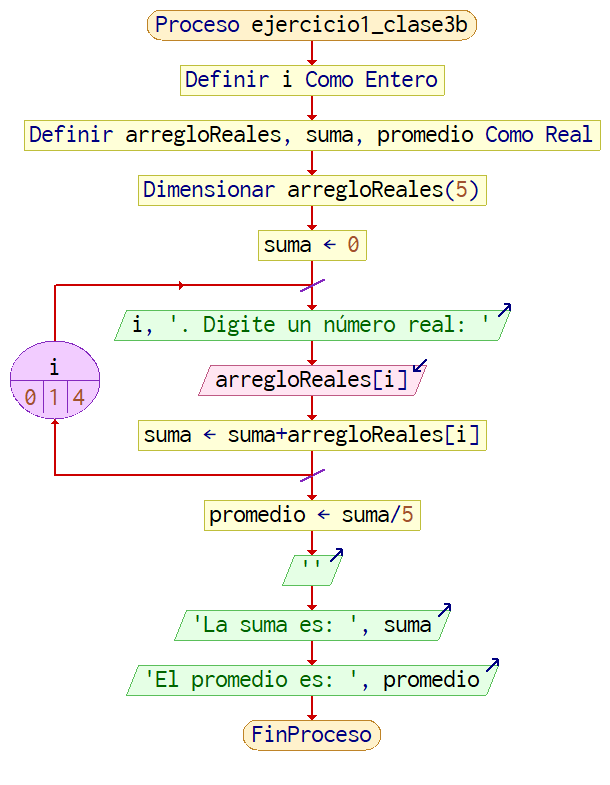 Proceso ejercicio1_clase3b
Definir i Como Entero
Definir arregloReales, suma, promedio Como Real
Dimensionar arregloReales(5)
suma ← 0
i, '. Digite un número real: '
i
0 1 4
arregloReales[i]
suma ← suma+arregloReales[i]
promedio ← suma/5
''
'La suma es: ', suma
'El promedio es: ', promedio
FinProceso